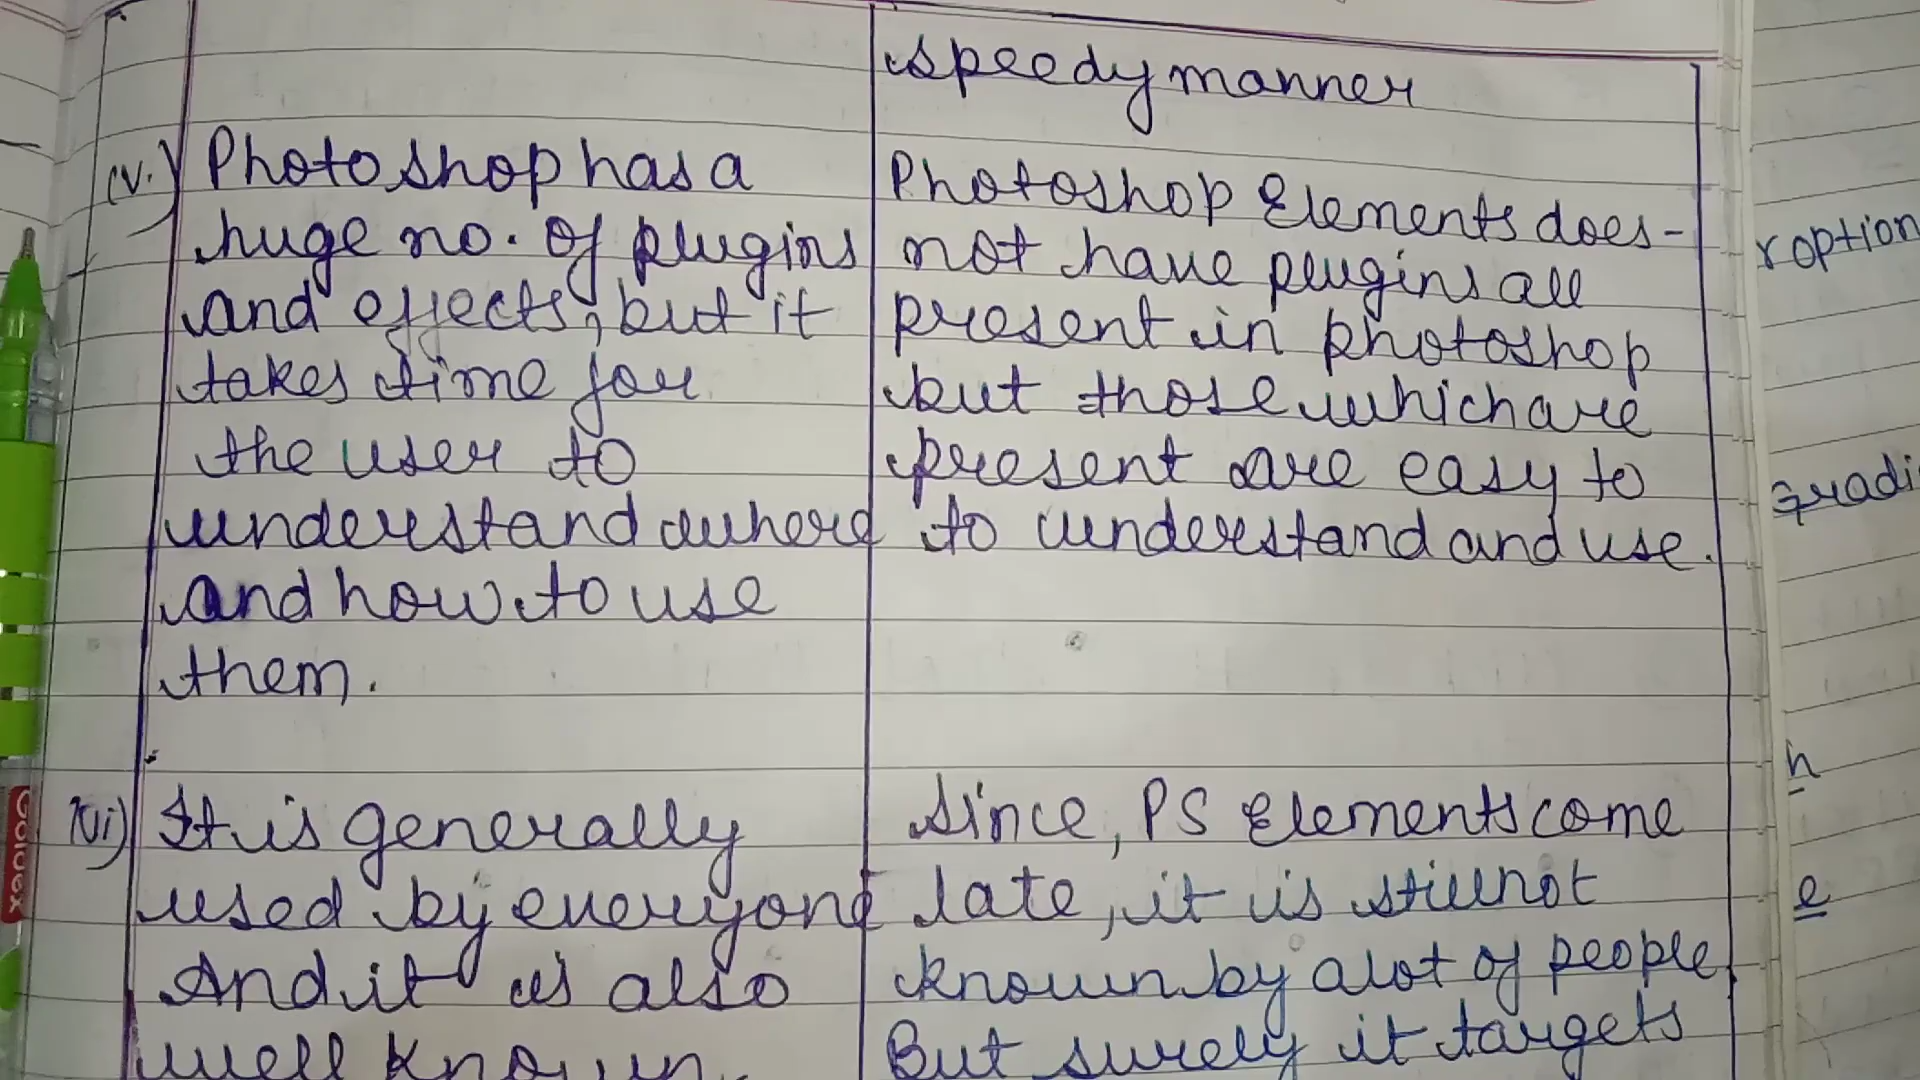 speedy manner
(v.) Photoshop has a
huge no. of plugins
and effects, but it
takes time for
the user to
understand where
and how to use
them.
Photoshop Elements does-
not have plugins all
present in photoshop
but those which are
present are easy to
to understand and use.
(vi) It is generally
used by everyone
And it is also
well known.
Since, PS Elements come
late, it is still not
known by a lot of people
But surely it targets
r option
h
e